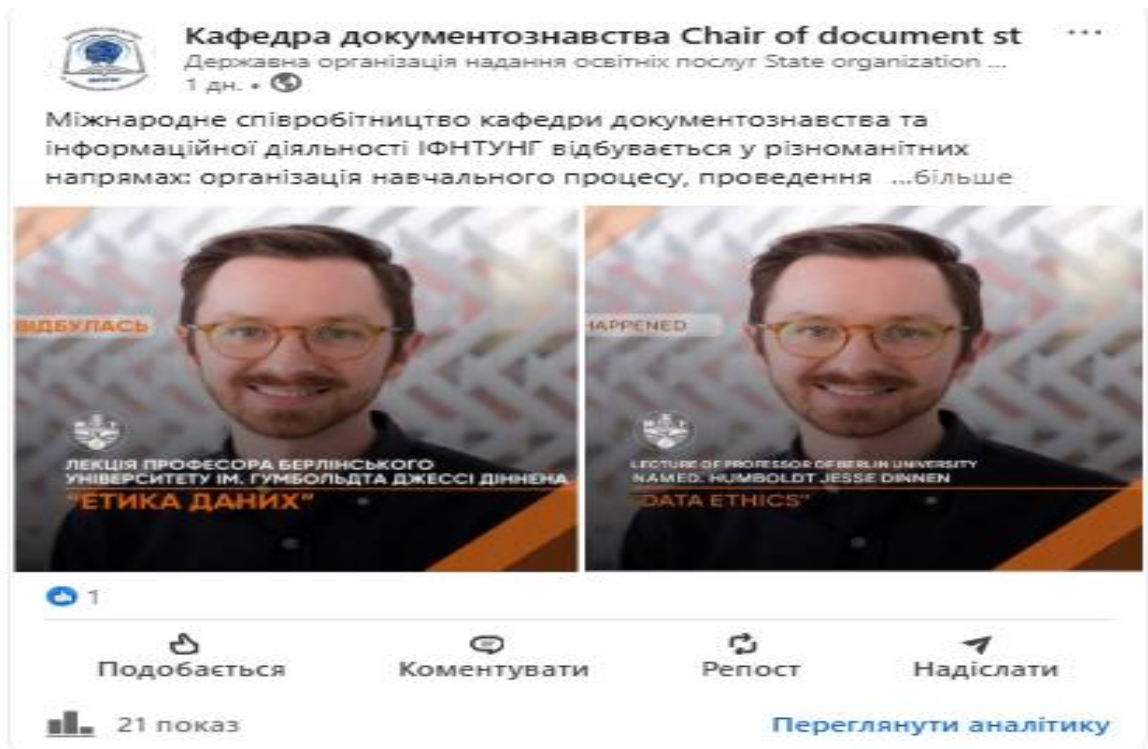 Кафедра документознавства Chair of document st
Державна організація надання освітніх послуг State organization ...
1 дн. •
Міжнародне співробітництво кафедри документознавства та
інформаційної діяльності ІФНТУНГ відбувається у різноманітних
напрямах: організація навчального процесу, проведення ...більше
ВІДБУЛАСЬ
ЛЕКЦІЯ ПРОФЕСОРА БЕРЛІНСЬКОГО
УНІВЕРСИТЕТУ ІМ. ГУМБОЛЬДТА ДЖЕССІ ДІННЕНА
"ЕТИКА ДАНИХ"
HAPPENED
LECTURE OF PROFESSOR OF BERLIN UNIVERSITY
NAMED. HUMBOLDT JESSE DINNEN
"DATA ETHICS"
1
Подобається Коментувати Репост Надіслати
21 показ Переглянути аналітику